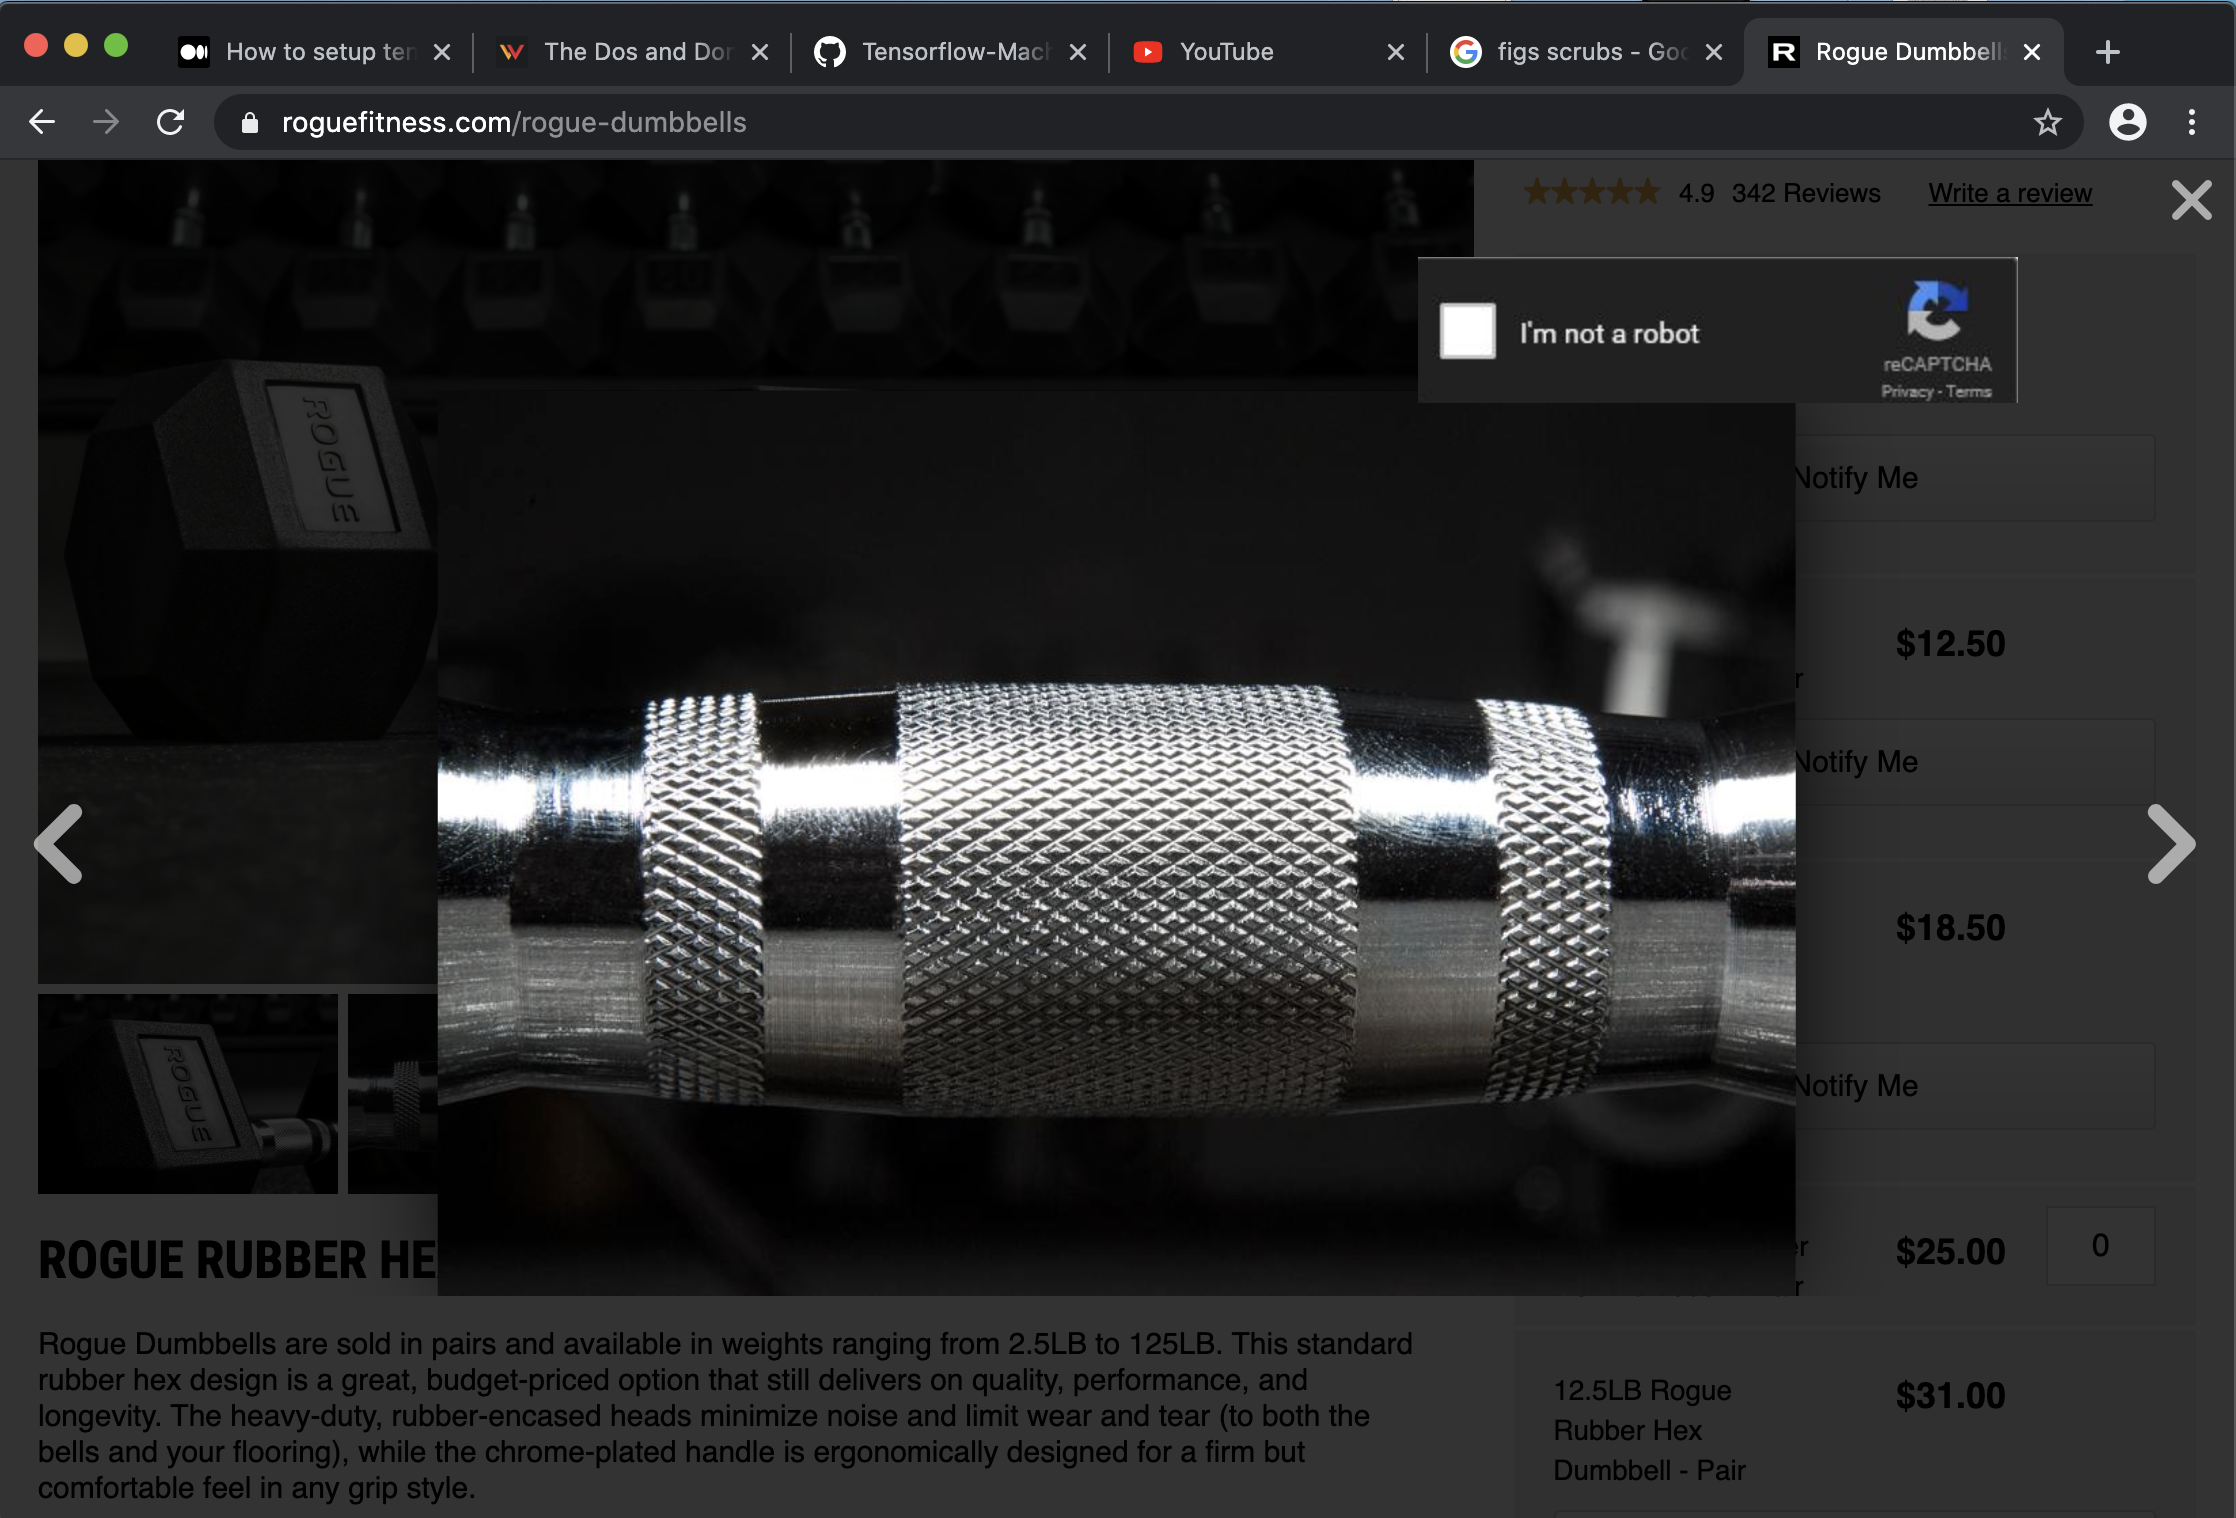 How to setup ten
The Dos and Don
Tensorflow-Mach
YouTube
figs scrubs - Goo
Rogue Dumbbells
roguefitness.com/rogue-dumbbells
4.9 342 Reviews Write a review
I'm not a robot
reCAPTCHA
Privacy - Terms
ROGUE
Notify Me
$12.50
r
Notify Me
$18.50
ROGUE
Notify Me
er
$25.00
0
r
ROGUE RUBBER HE
Rogue Dumbbells are sold in pairs and available in weights ranging from 2.5LB to 125LB. This standard
rubber hex design is a great, budget-priced option that still delivers on quality, performance, and
longevity. The heavy-duty, rubber-encased heads minimize noise and limit wear and tear (to both the
bells and your flooring), while the chrome-plated handle is ergonomically designed for a firm but
comfortable feel in any grip style.
12.5LB Rogue
Rubber Hex
Dumbbell - Pair
$31.00